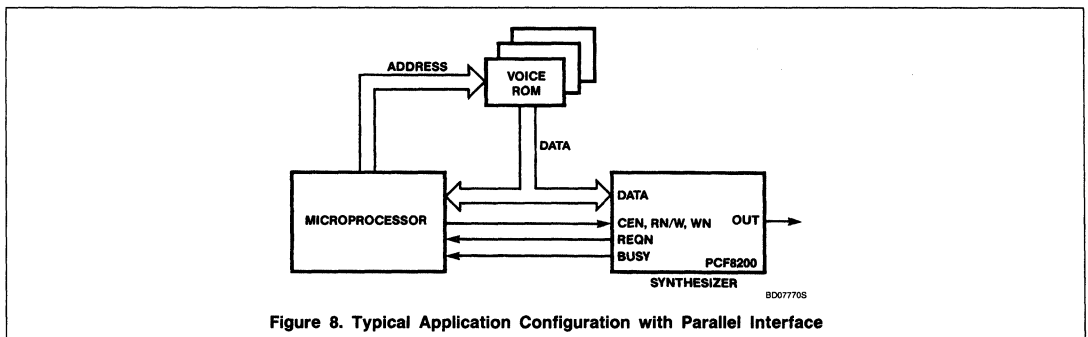 ADDRESS
VOICE
ROM
DATA
MICROPROCESSOR
DATA
CEN, RN/W, WN
OUT
REQN
BUSY
PCF8200
SYNTHESIZER
BD07770S
Figure 8. Typical Application Configuration with Parallel Interface